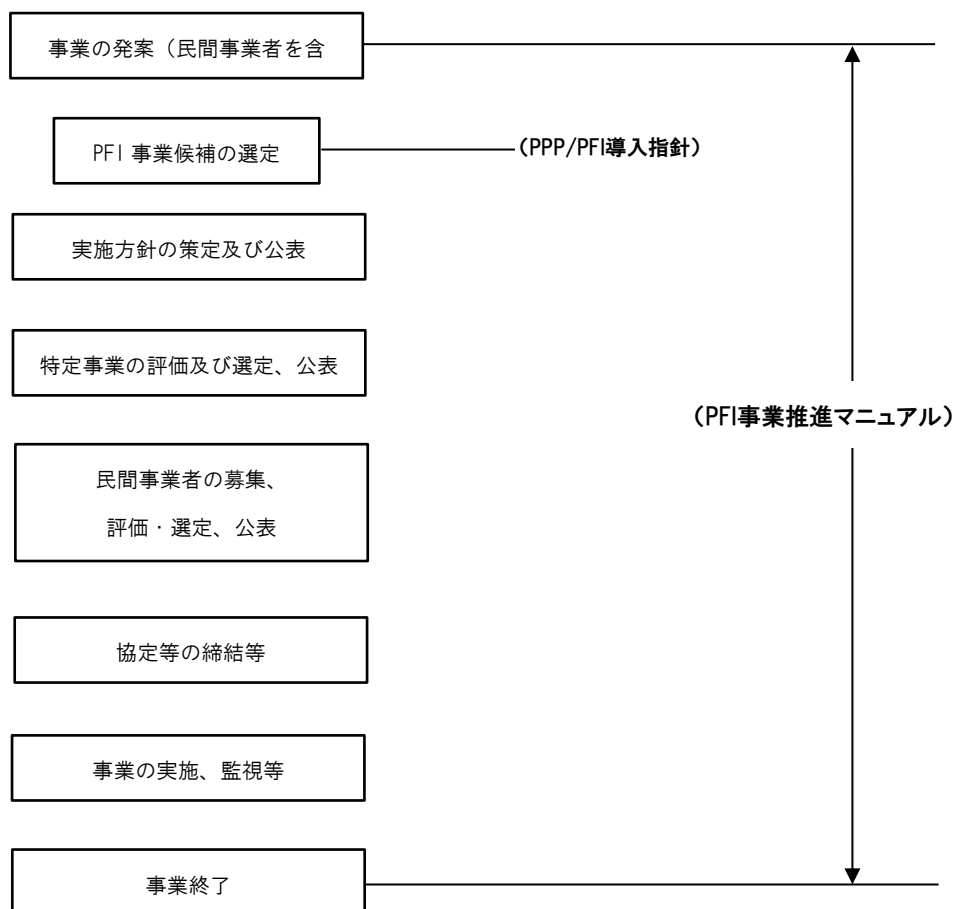 事業の発案（民間事業者を含
PFI 事業候補の選定
（PPP/PFI導入指針）
実施方針の策定及び公表
特定事業の評価及び選定、公表
（PFI事業推進マニュアル）
民間事業者の募集、
評価・選定、公表
協定等の締結等
事業の実施、監視等
事業終了